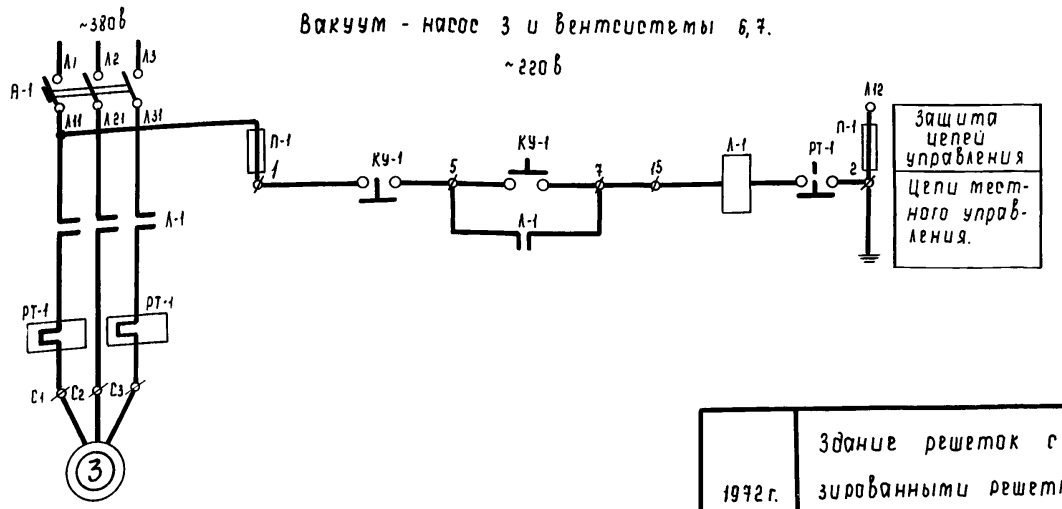 ~380в
Вакуум - насос 3 и вентсистемы 6,7.
~220в
Л1 Л2 Л3
А-1
Л11 Л21 Л31
П-1
1
КУ-1
5
КУ-1
7
15
Л-1
РТ-1
2
П-1
Л12
Л-1
Л-1
Защита
цепей
управления
Цепи мест-
ного управ-
ления.
РТ-1
РТ-1
С1 С2 С3
3
1972г.
Здание решеток с
зированными решетк